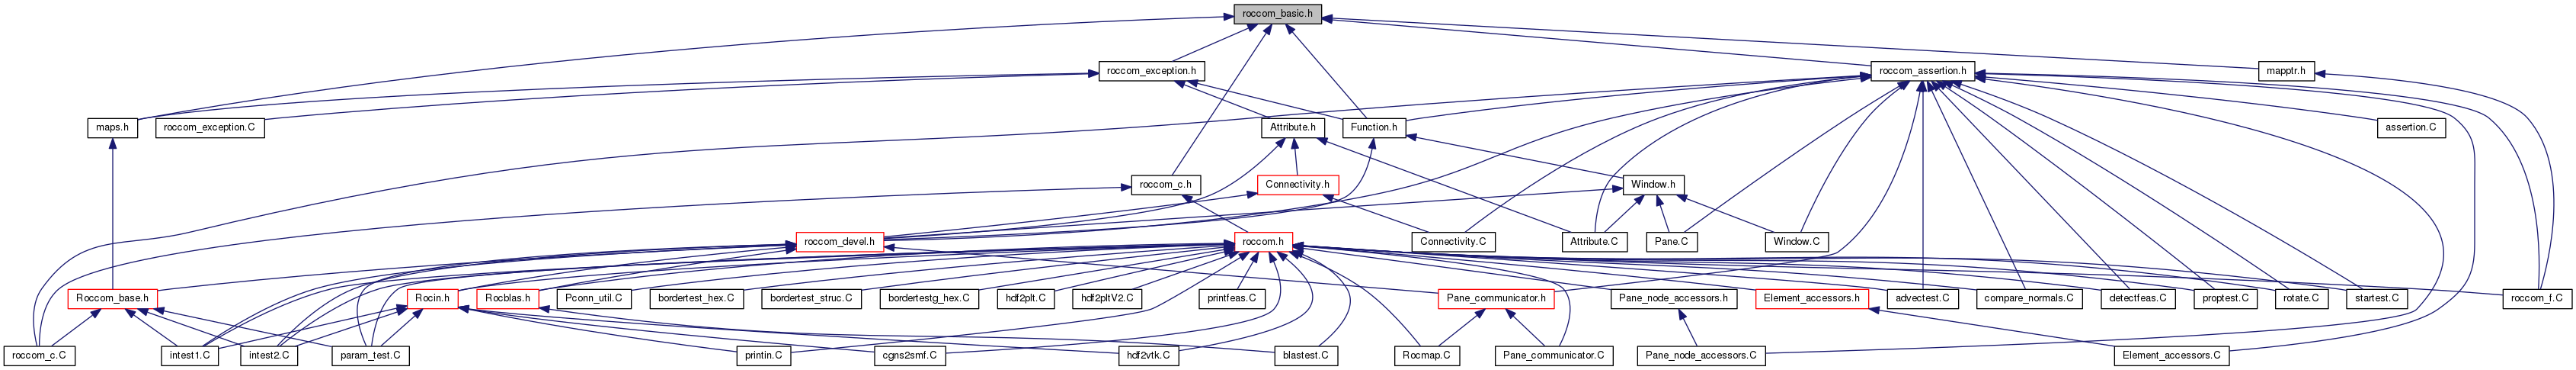 roccom_basic.h
roccom_exception.h
roccom_assertion.h
mapptr.h
maps.h
roccom_exception.C
Attribute.h
Function.h
assertion.C
roccom_c.h
Connectivity.h
Window.h
roccom_devel.h
roccom.h
Connectivity.C
Attribute.C
Pane.C
Window.C
Roccom_base.h
Rocin.h
Rocblas.h
Pconn_util.C
bordertest_hex.C
bordertest_struc.C
bordertestg_hex.C
hdf2plt.C
hdf2pltV2.C
printfeas.C
Pane_communicator.h
Pane_node_accessors.h
Element_accessors.h
advectest.C
compare_normals.C
detectfeas.C
proptest.C
rotate.C
startest.C
roccom_f.C
roccom_c.C
intest1.C
intest2.C
param_test.C
printin.C
cgns2smf.C
hdf2vtk.C
blastest.C
Rocmap.C
Pane_communicator.C
Pane_node_accessors.C
Element_accessors.C